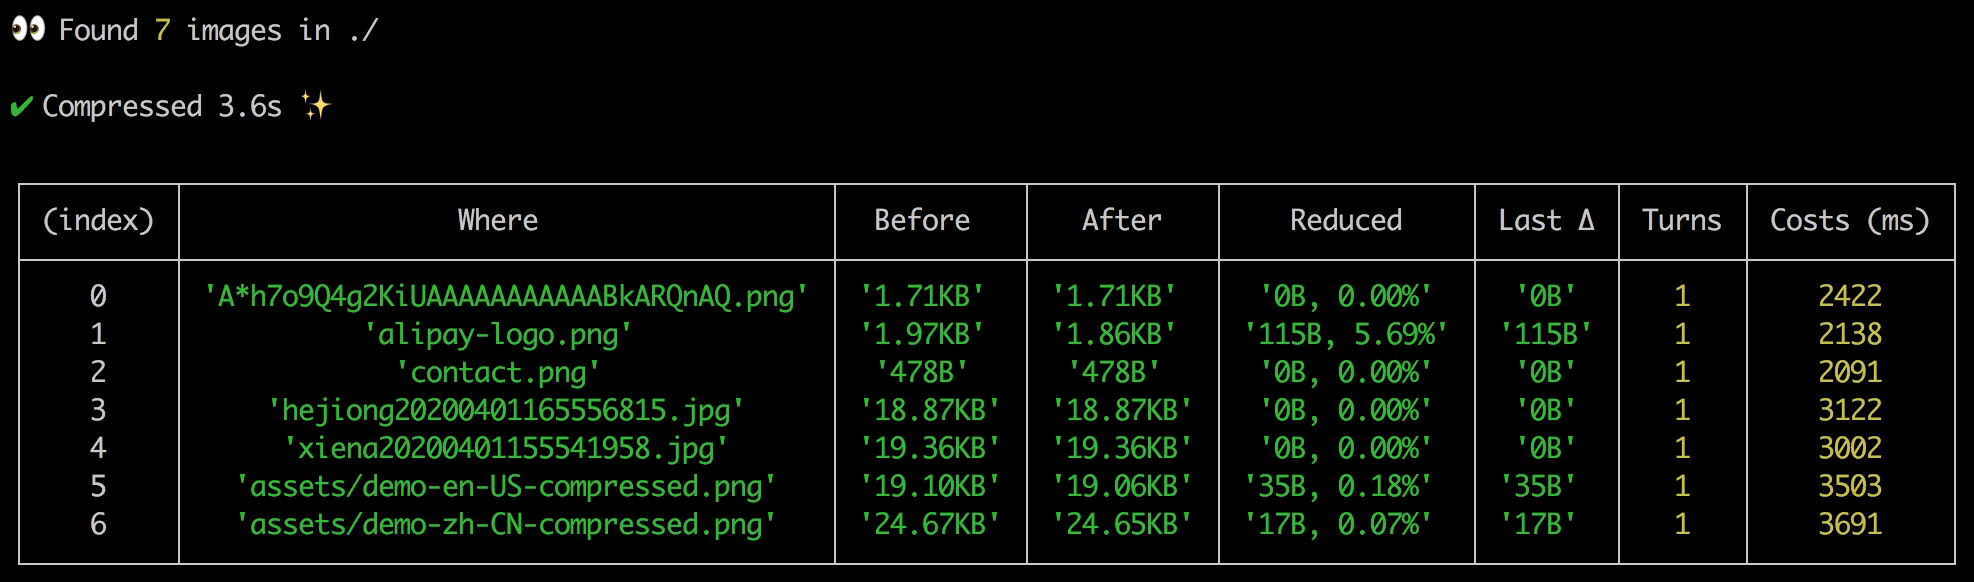 👀 Found 7 images in ./
✔ Compressed 3.6s ✨
(index) Where Before After Reduced Last Δ Turns Costs (ms)
0 'A*h7o9Q4g2KiUAAAAAAAAAAABkARQnAQ.png' '1.71KB' '1.71KB' '0B, 0.00%' '0B' 1 2422
1 'alipay-logo.png' '1.97KB' '1.86KB' '115B, 5.69%' '115B' 1 2138
2 'contact.png' '478B' '478B' '0B, 0.00%' '0B' 1 2091
3 'hejiong20200401165556815.jpg' '18.87KB' '18.87KB' '0B, 0.00%' '0B' 1 3122
4 'xiena20200401155541958.jpg' '19.36KB' '19.36KB' '0B, 0.00%' '0B' 1 3002
5 'assets/demo-en-US-compressed.png' '19.10KB' '19.06KB' '35B, 0.18%' '35B' 1 3503
6 'assets/demo-zh-CN-compressed.png' '24.67KB' '24.65KB' '17B, 0.07%' '17B' 1 3691